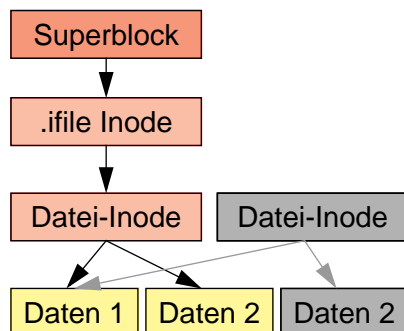 Superblock
.ifile Inode
Datei-Inode
Datei-Inode
Daten 1
Daten 2
Daten 2